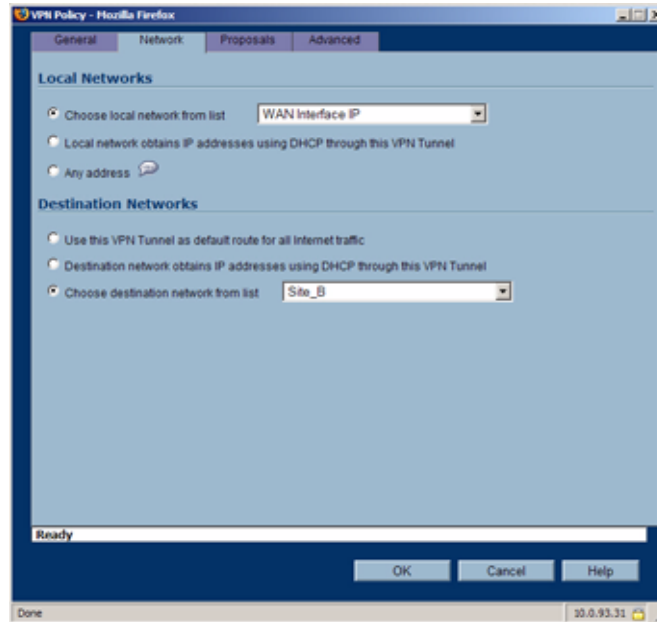 VPN Policy - Mozilla Firefox
General Network Proposals Advanced
Local Networks
Choose local network from list WAN Interface IP
Local network obtains IP addresses using DHCP through this VPN Tunnel
Any address
Destination Networks
Use this VPN Tunnel as default route for all Internet traffic
Destination network obtains IP addresses using DHCP through this VPN Tunnel
Choose destination network from list Site_B
Ready
OK Cancel Help
Done 10.0.93.31